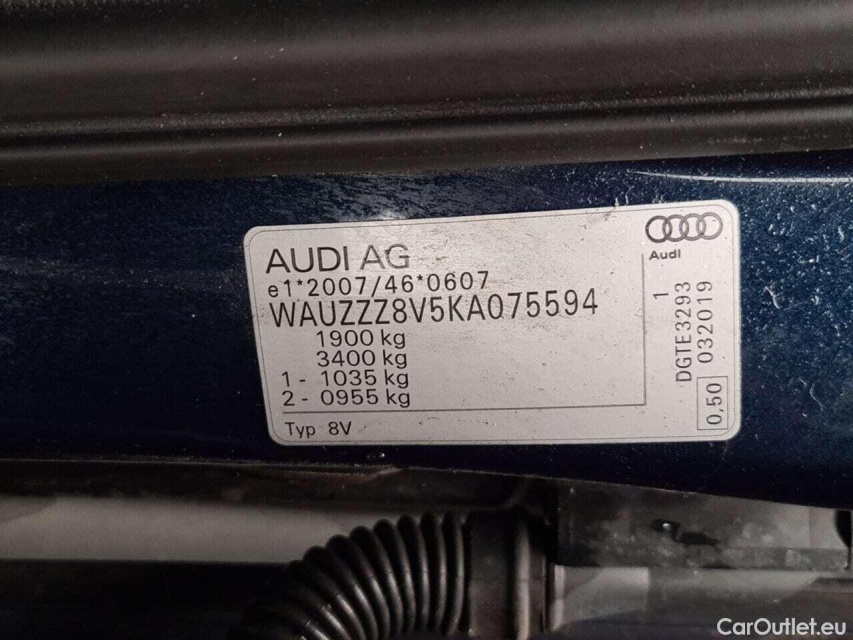 AUDI AG
e1*2007/46*0607
WAUZZZ8V5KA075594
1900 kg
3400 kg
1 - 1035 kg
2 - 0955 kg
Typ 8V
Audi
1
DGTE3293
032019
0,50
CarOutlet.eu